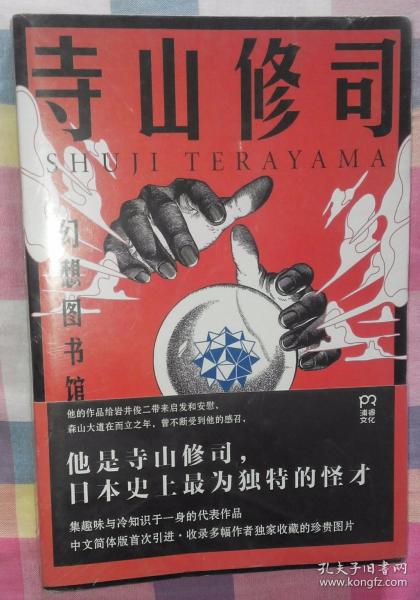 寺山修司
SHUJI TERAYAMA
幻想图书馆
他的作品给岩井俊二带来启发和安慰，
森山大道在而立之年，曾不断受到他的感召，
浦睿
文化
他是寺山修司，
日本史上最为独特的怪才
集趣味与冷知识于一身的代表作品
中文简体版首次引进·收录多幅作者独家收藏的珍贵图片
孔夫子旧书网
www.kongfz.com